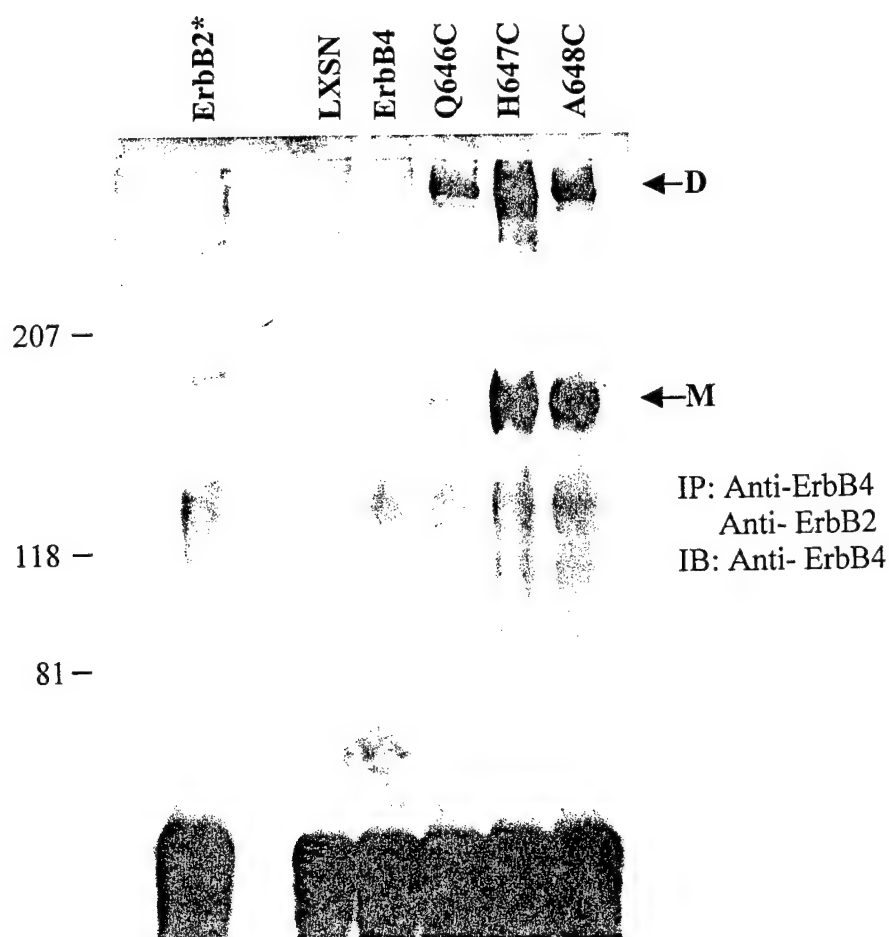 ErbB2*
LXSN
ErbB4
Q646C
H647C
A648C
D
207
M
IP: Anti-ErbB4
Anti- ErbB2
118
IB: Anti- ErbB4
81